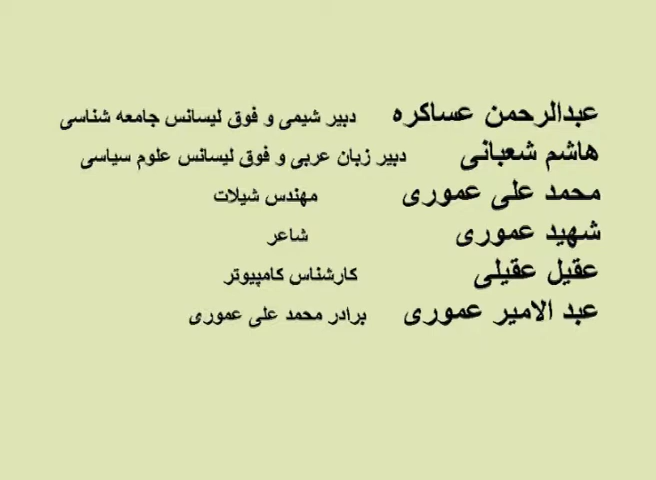 عبدالرحمن عساکره دبیر شیمی و فوق لیسانس جامعه شناسی
هاشم شعبانی دبیر زبان عربی و فوق لیسانس علوم سیاسی
محمد علی عموری مهندس شیلات
شهید عموری شاعر
عقیل عقیلی کارشناس کامپیوتر
عبد الامیر عموری برادر محمد علی عموری